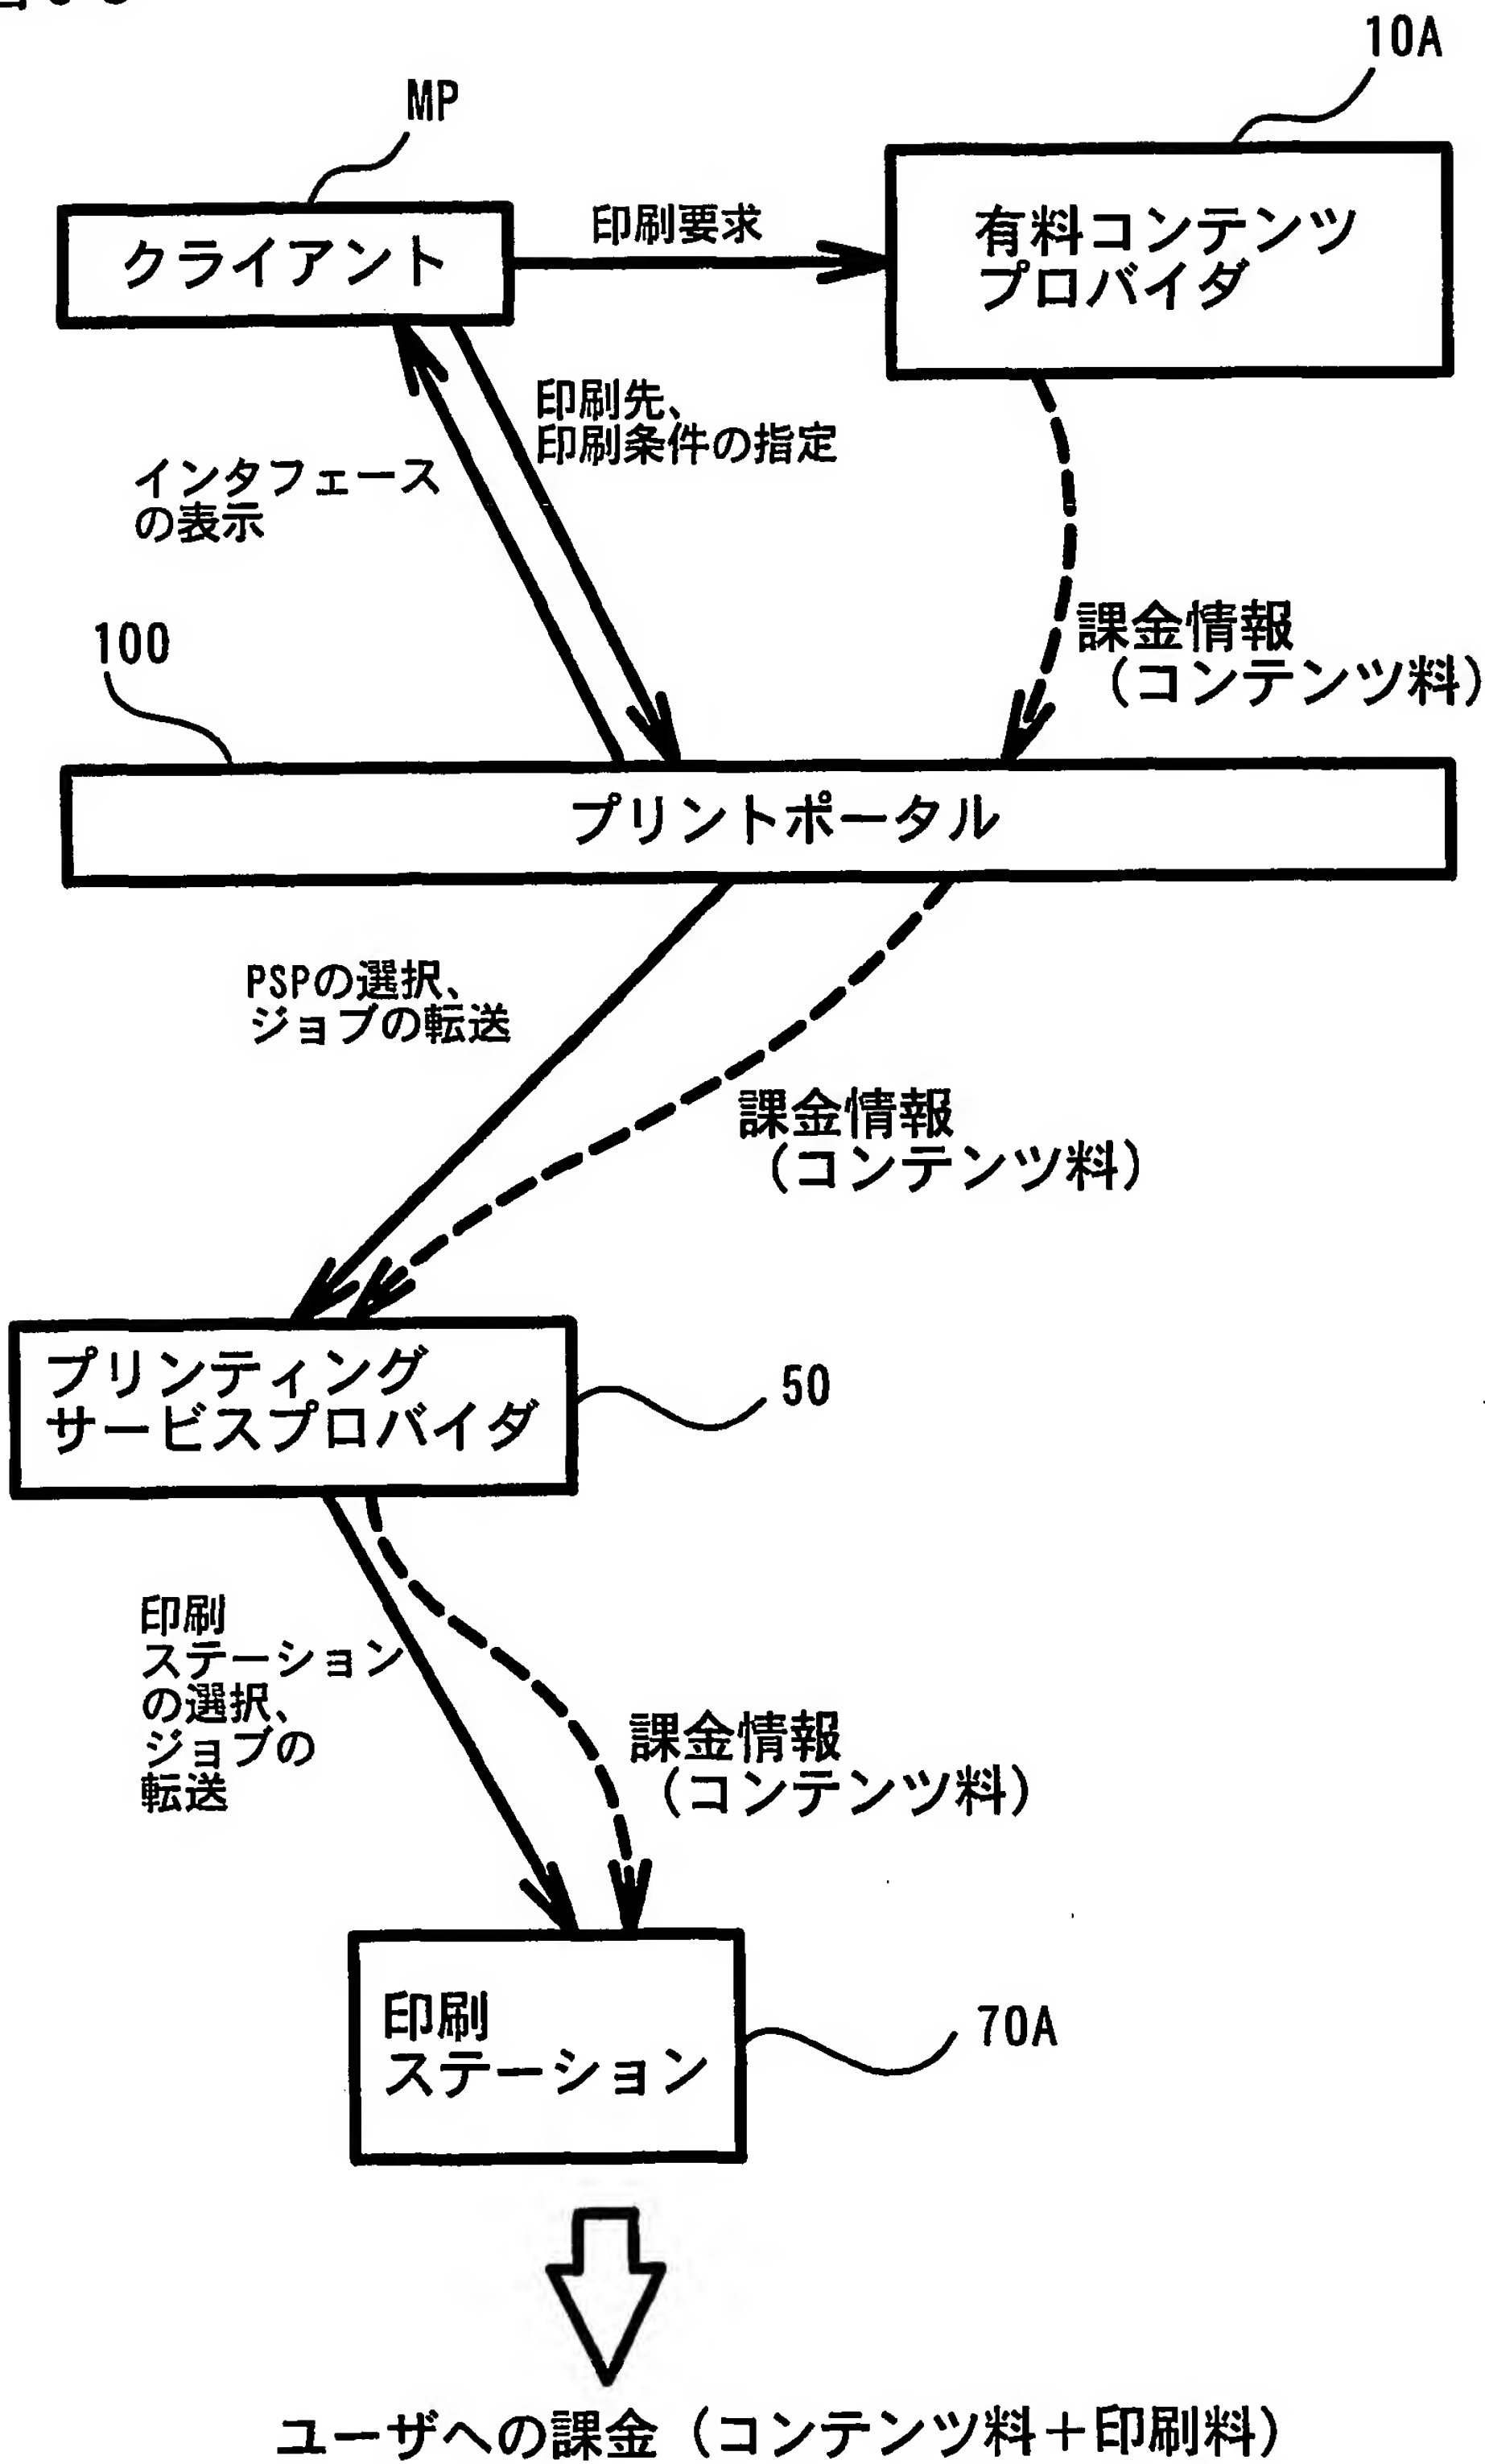 10A
MP
クライアント
印刷要求
有料コンテンツ
プロバイダ
印刷先、
印刷条件の指定
インタフェース
の表示
課金情報
（コンテンツ料）
100
プリントポータル
PSPの選択、
ジョブの転送
課金情報
（コンテンツ料）
プリンティング
サービスプロバイダ
50
印刷
ステーション
の選択、
ジョブの
転送
課金情報
（コンテンツ料）
印刷
ステーション
70A
ユーザへの課金（コンテンツ料＋印刷料）